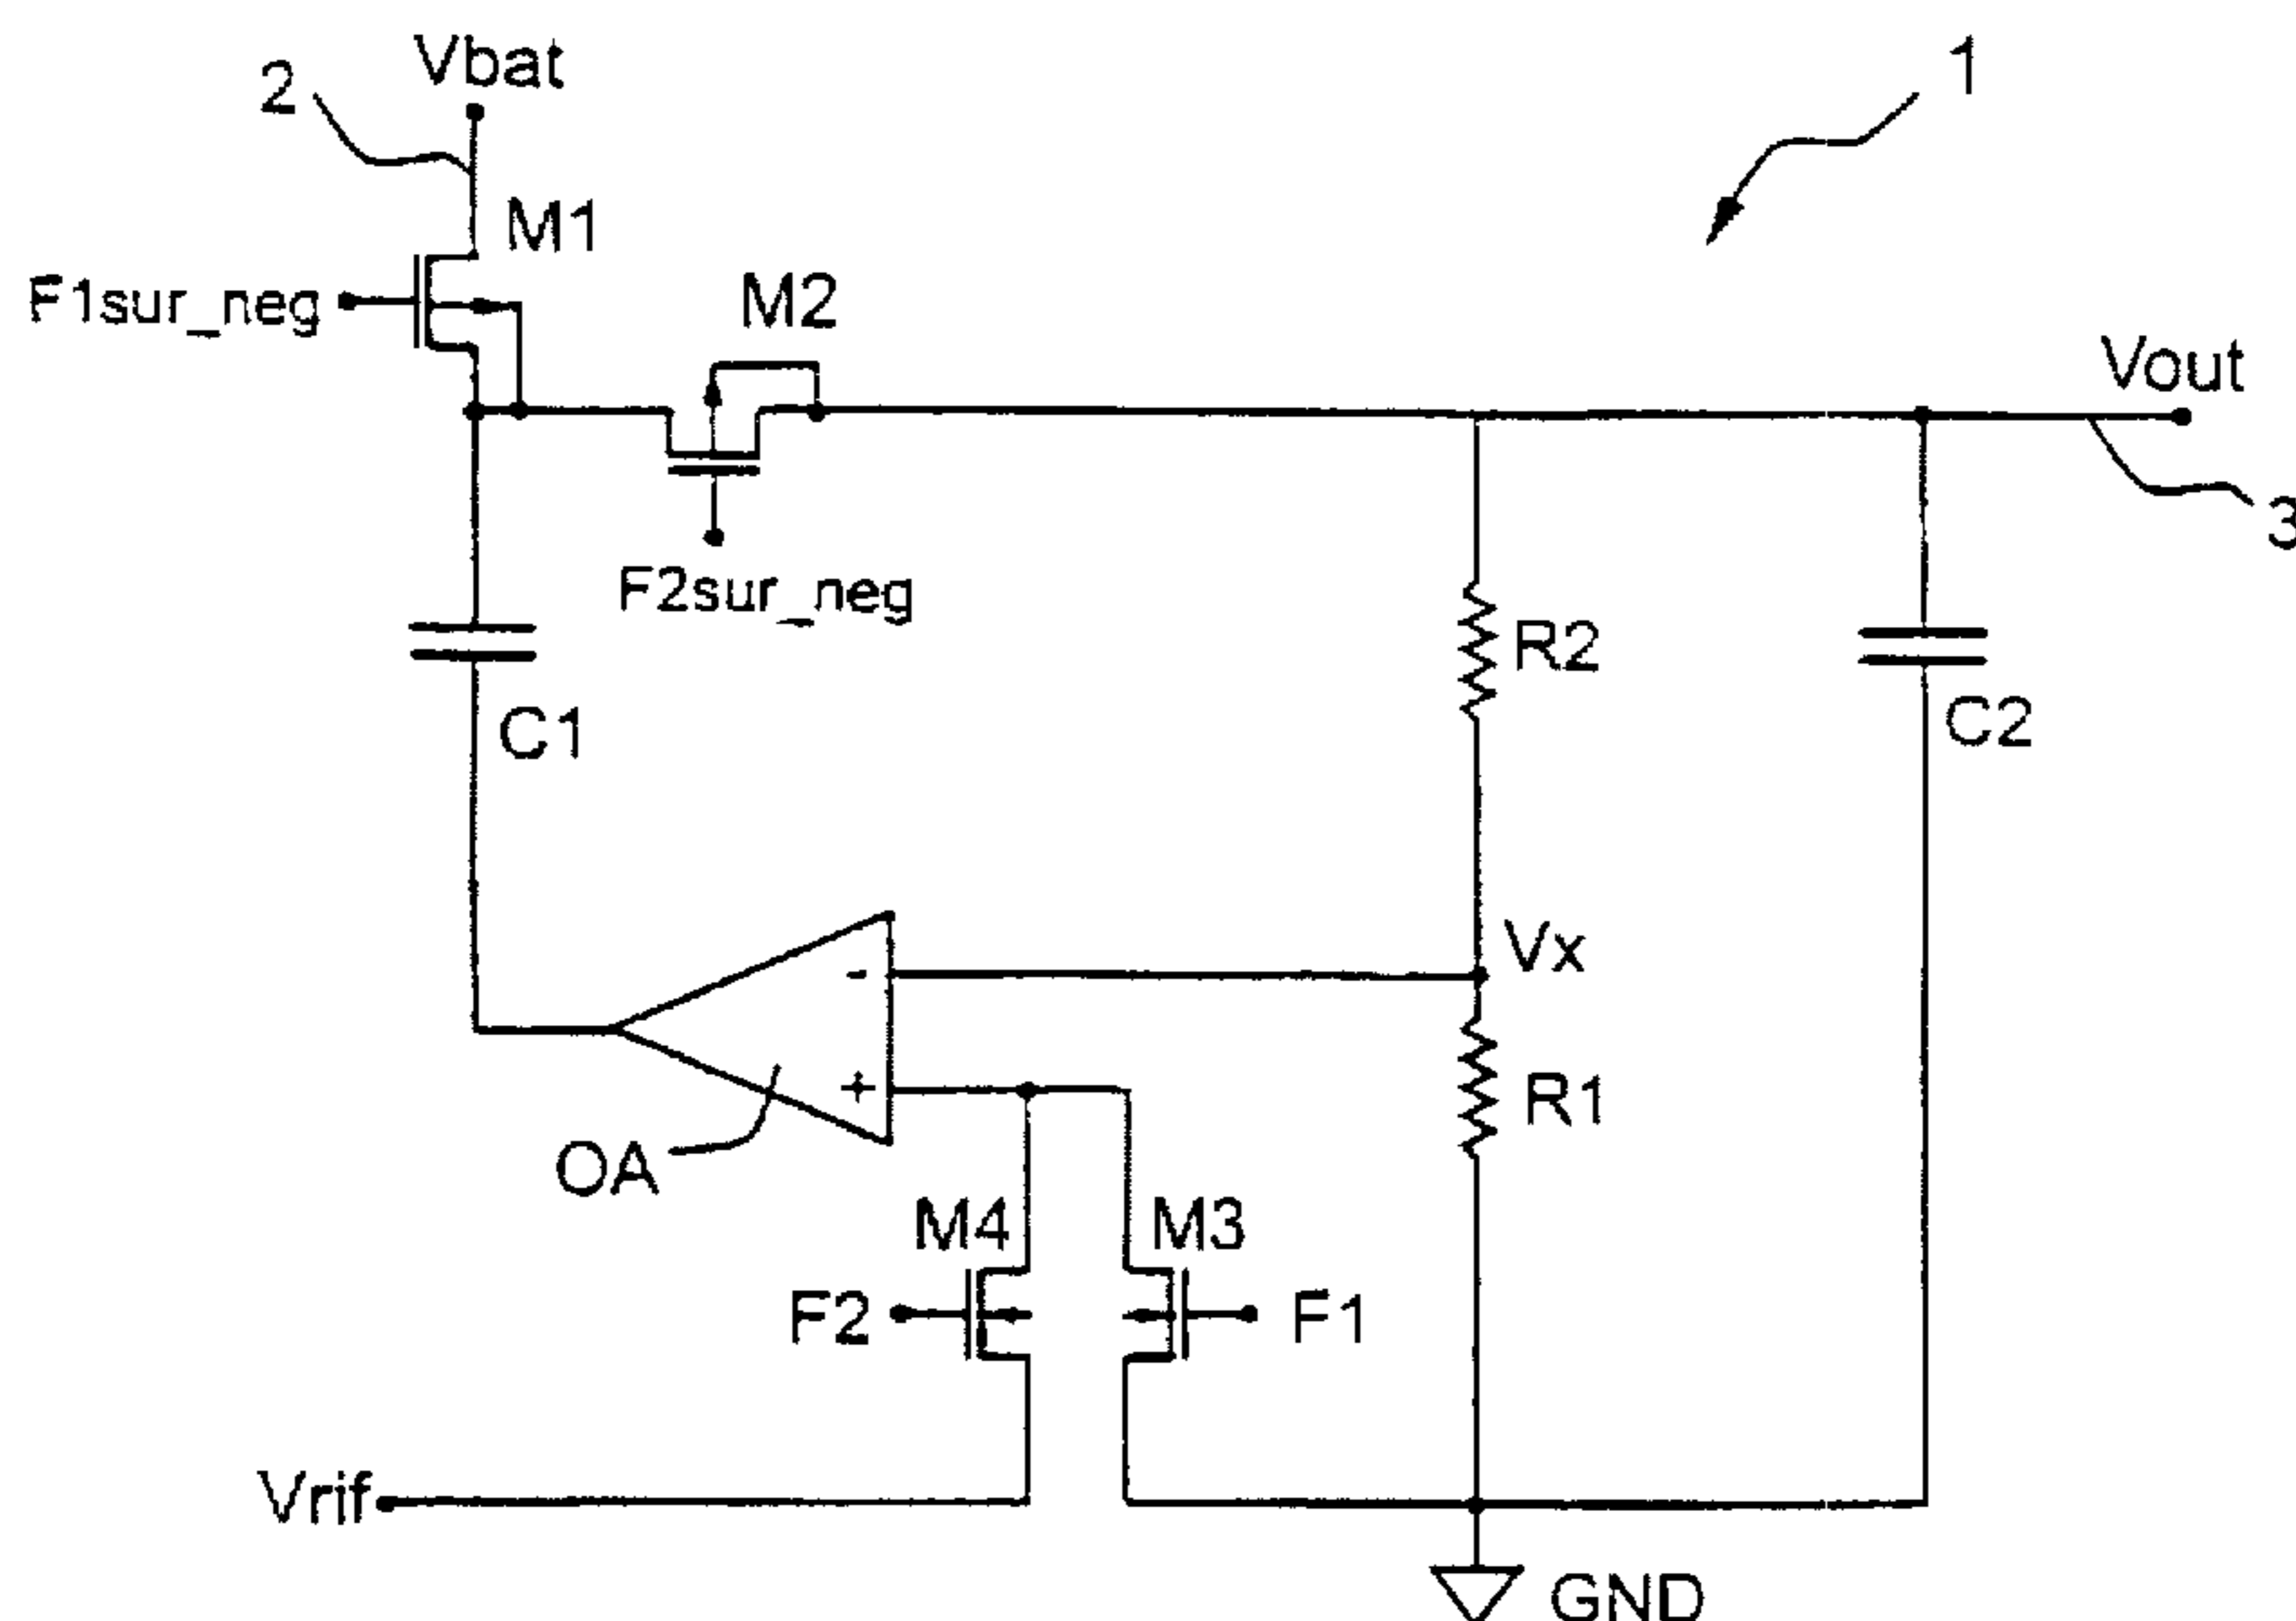 Vbat
2
1
M1
F1sur_neg
M2
Vout
3
F2sur_neg
R2
C1
C2
Vx
-
+
R1
OA
M4
M3
F2
F1
Vrif
GND